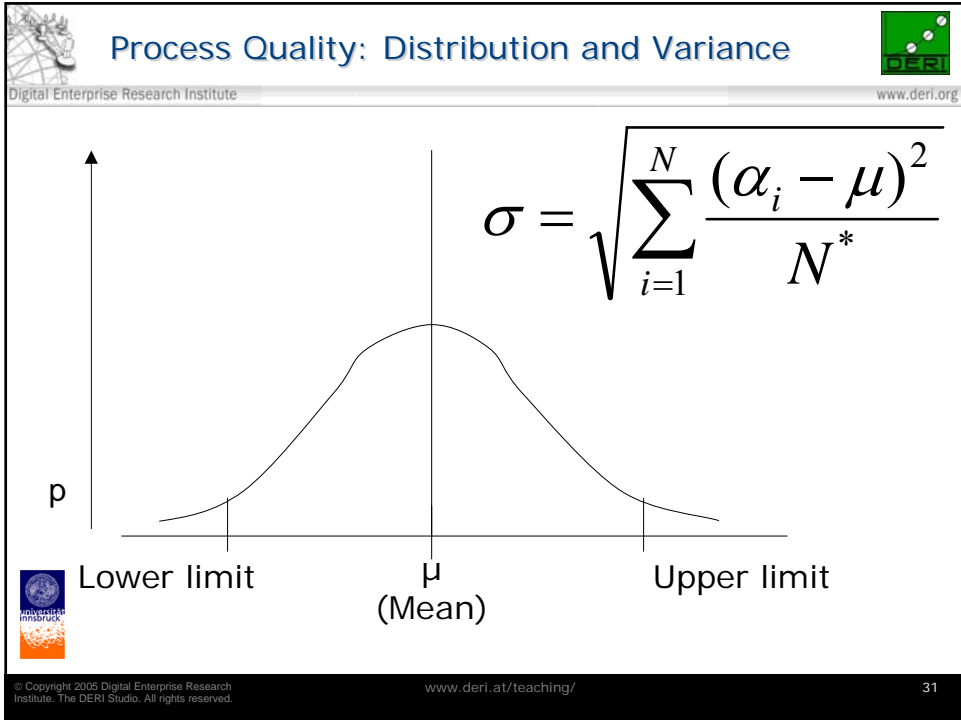 Process Quality: Distribution and Variance
DERI
Digital Enterprise Research Institute
www.deri.org
σ = √∑_{i=1}^{N} (α_i − μ)² / N*
p
Lower limit
μ
(Mean)
Upper limit
universität
innsbruck
© Copyright 2005 Digital Enterprise Research
Institute. The DERI Studio. All rights reserved.
www.deri.at/teaching/
31